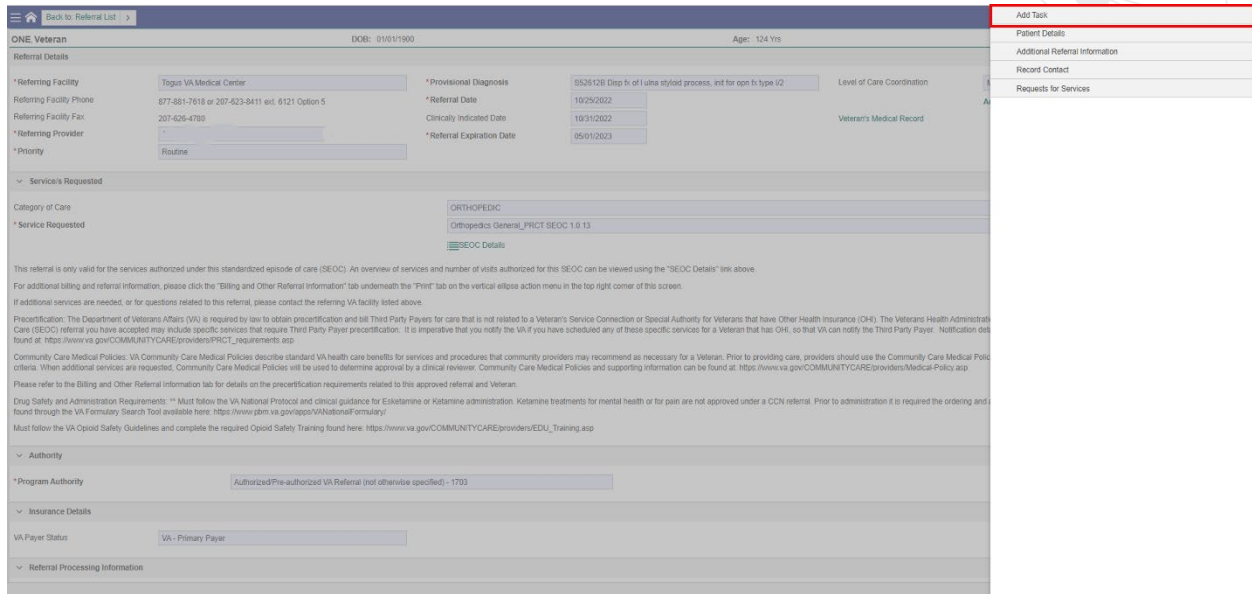 Back to: Referral List
Add Task
Patient Details
Additional Referral Information
Record Contact
Requests for Services
ONE, Veteran DOB: 01/01/1900 Age: 124 Yrs
Referral Details
*Referring Facility Togus VA Medical Center *Provisional Diagnosis S52612B Disp fx of l ulna styloid process, init for opn fx type I/2 Level of Care Coordination
Referring Facility Phone 877-881-7618 or 207-623-8411 ext. 6121 Option 5 *Referral Date 10/25/2022
Referring Facility Fax 207-626-4780 Clinically Indicated Date 10/31/2022 Veteran's Medical Record
*Referring Provider *Referral Expiration Date 05/01/2023
*Priority Routine
Service/s Requested
Category of Care ORTHOPEDIC
*Service Requested Orthopedics General_PRCT SEOC 1.0.13
SEOC Details
This referral is only valid for the services authorized under this standardized episode of care (SEOC). An overview of services and number of visits authorized for this SEOC can be viewed using the "SEOC Details" link above.
For additional billing and referral information, please click the "Billing and Other Referral Information" tab underneath the "Print" tab on the vertical ellipse action menu in the top right corner of this screen.
If additional services are needed, or for questions related to this referral, please contact the referring VA facility listed above.
Precertification: The Department of Veterans Affairs (VA) is required by law to obtain precertification and bill Third Party Payers for care that is not related to a Veteran's Service Connection or Special Authority for Veterans that have Other Health Insurance (OHI). The Veterans Health Administrati
Care (SEOC) referral you have accepted may include specific services that require Third Party Payer precertification. It is imperative that you notify the VA if you have scheduled any of these specific services for a Veteran that has OHI, so that VA can notify the Third Party Payer. Notification det
found at: https://www.va.gov/COMMUNITYCARE/providers/PRCT_requirements.asp
Community Care Medical Policies: VA Community Care Medical Policies describe standard VA health care benefits for services and procedures that community providers may recommend as necessary for a Veteran. Prior to providing care, providers should use the Community Care Medical Polic
criteria. When additional services are requested, Community Care Medical Policies will be used to determine approval by a clinical reviewer. Community Care Medical Policies and supporting information can be found at: https://www.va.gov/COMMUNITYCARE/providers/Medical-Policy.asp
Please refer to the Billing and Other Referral Information tab for details on the precertification requirements related to this approved referral and Veteran.
Drug Safety and Administration Requirements: ** Must follow the VA National Protocol and clinical guidance for Esketamine or Ketamine administration. Ketamine treatments for mental health or for pain are not approved under a CCN referral. Prior to administration it is required the ordering and
found through the VA Formulary Search Tool available here: https://www.pbm.va.gov/apps/VANationalFormulary/
Must follow the VA Opioid Safety Guidelines and complete the required Opioid Safety Training found here: https://www.va.gov/COMMUNITYCARE/providers/EDU_Training.asp
Authority
*Program Authority Authorized/Pre-authorized VA Referral (not otherwise specified) - 1703
Insurance Details
VA Payer Status VA - Primary Payer
Referral Processing Information